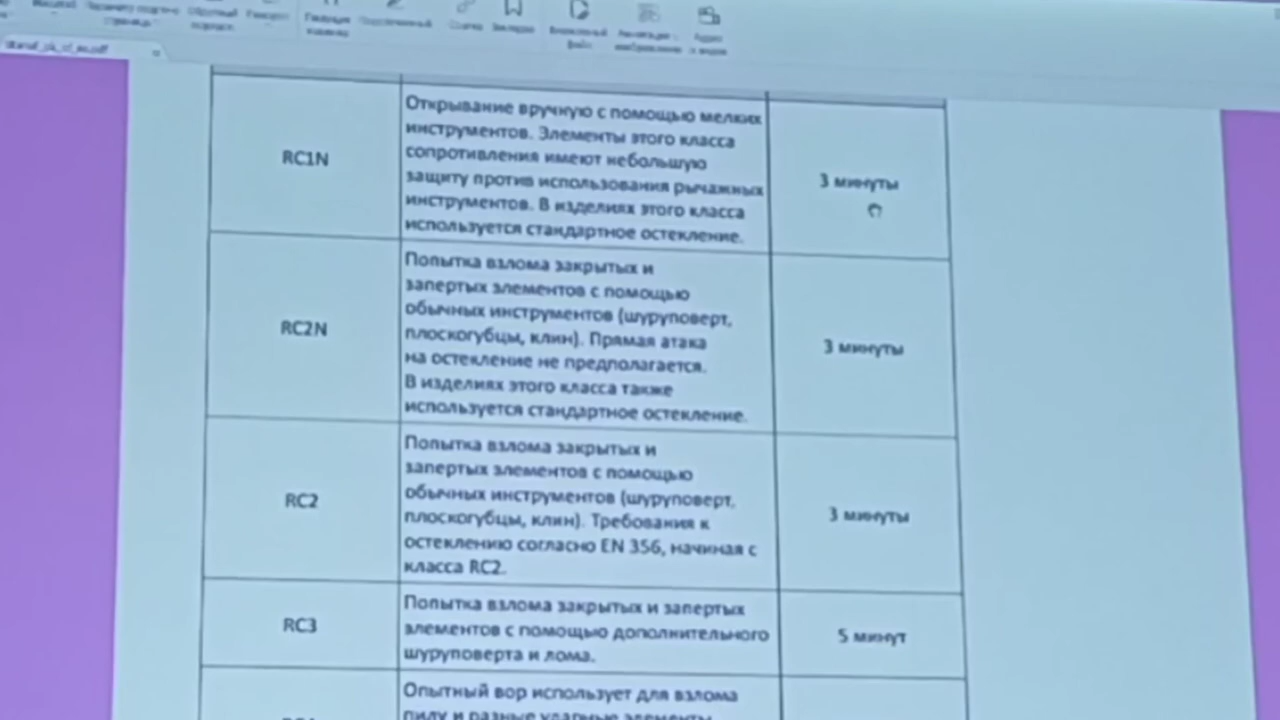 RC1N
Открывание вручную с помощью мелких
инструментов. Элементы этого класса
сопротивления имеют небольшую
защиту против использования рычажных
инструментов. В изделиях этого класса
используется стандартное остекление.
3 минуты
RC2N
Попытка взлома закрытых и
запертых элементов с помощью
обычных инструментов (шуруповерт,
плоскогубцы, клин). Прямая атака
на остекление не предполагается.
В изделиях этого класса также
используется стандартное остекление.
3 минуты
RC2
Попытка взлома закрытых и
запертых элементов с помощью
обычных инструментов (шуруповерт,
плоскогубцы, клин). Требования к
остеклению согласно EN 356, начиная с
класса RC2.
3 минуты
RC3
Попытка взлома закрытых и запертых
элементов с помощью дополнительного
шуруповерта и лома.
5 минут
Опытный вор использует для взлома
пилу и разные ударные элементы